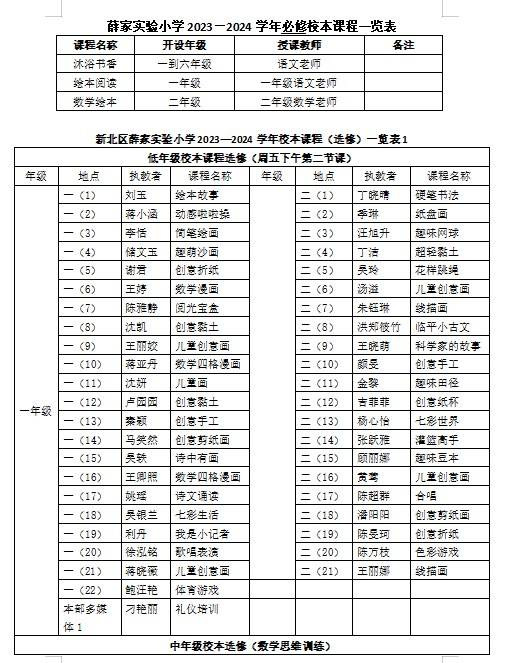 薛家实验小学2023—2024学年必修校本课程一览表
课程名称 开设年级 授课教师 备注
沐浴书香 一到六年级 语文老师
绘本阅读 一年级 一年级语文老师
数学绘本 二年级 二年级数学老师
新北区薛家实验小学2023—2024学年校本课程（选修）一览表1
低年级校本课程选修（周五下午第二节课）
年级 地点 执教者 课程名称 年级 地点 执教者 课程名称
一（1） 刘玉 绘本故事 二（1） 丁晓晴 硬笔书法
一（2） 蒋小涵 动感啦啦操 二（2） 季琳 纸盘画
一（3） 李恬 简笔绘画 二（3） 汪旭升 趣味网球
一（4） 储文玉 趣萌沙画 二（4） 丁洁 超轻黏土
一（5） 谢君 创意折纸 二（5） 吴玲 花样跳绳
一（6） 王婷 数学漫画 二（6） 汤溢 儿童创意画
一（7） 陈雅静 阅光宝盒 二（7） 朱钰琳 线描画
一（8） 沈凯 创意黏土 二（8） 洪郑筱竹 临平小古文
一（9） 王丽姣 儿童创意画 二（9） 王晓萌 科学家的故事
一（10） 蒋亚丹 数学四格漫画 二（10） 颜旻 创意手工
一（11） 沈妍 儿童画 二（11） 金黎 趣味田径
一年级 一（12） 卢园园 创意黏土 二（12） 吉菲菲 创意纸杯
一（13） 秦颖 创意手工 二（13） 杨心怡 七彩世界
一（14） 马笑然 创意剪纸画 二（14） 张跃雅 灌篮高手
一（15） 吴轶 诗中有画 二（15） 顾丽娜 趣味豆本
一（16） 王卿熙 数学四格漫画 二（16） 黄莺 儿童创意画
一（17） 姚瑶 诗文诵读 二（17） 陈超群 合唱
一（18） 吴银兰 七彩生活 二（18） 潘阳阳 创意剪纸画
一（19） 利丹 我是小记者 二（19） 陈旻珂 创意折纸
一（20） 徐泓铭 歌唱表演 二（20） 陈万枝 色彩游戏
一（21） 蒋晓薇 儿童创意画 二（21） 王丽娜 线描画
一（22） 鲍汪艳 体育游戏
本部多媒体1 刁艳丽 礼仪培训
中年级校本选修（数学思维训练）